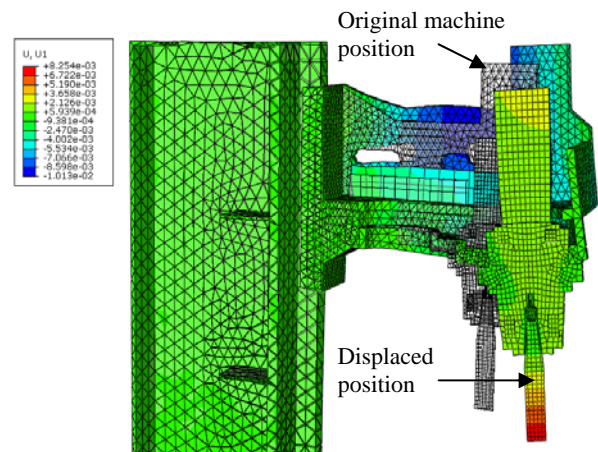 Original machine
position
U, U1
+8.254e-03
+6.722e-03
+5.190e-03
+3.658e-03
+2.126e-03
+5.939e-04
-9.381e-04
-2.470e-03
-4.002e-03
-5.534e-03
-7.066e-03
-8.598e-03
-1.013e-02
Displaced
position